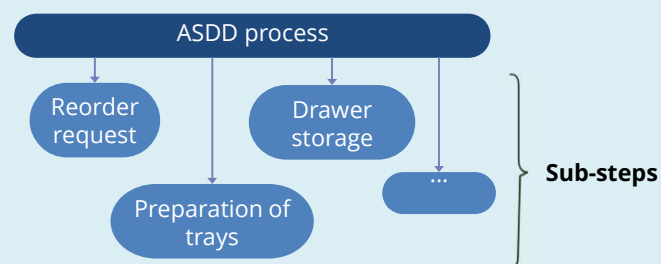 ASDD process
Reorder
request
Drawer
storage
...
Sub-steps
Preparation of
trays